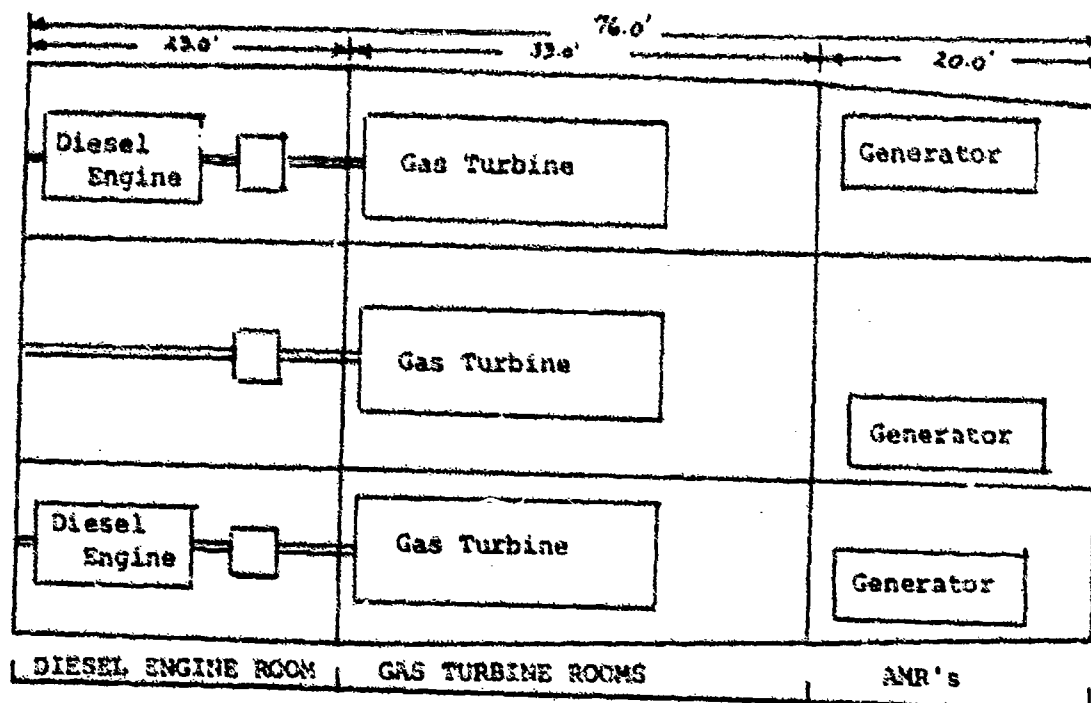 76.0'
23.0' 33.0' 20.0'
Diesel
Engine
Gas Turbine
Generator
Gas Turbine
Generator
Diesel
Engine
Gas Turbine
Generator
DIESEL ENGINE ROOM GAS TURBINE ROOMS AMR's